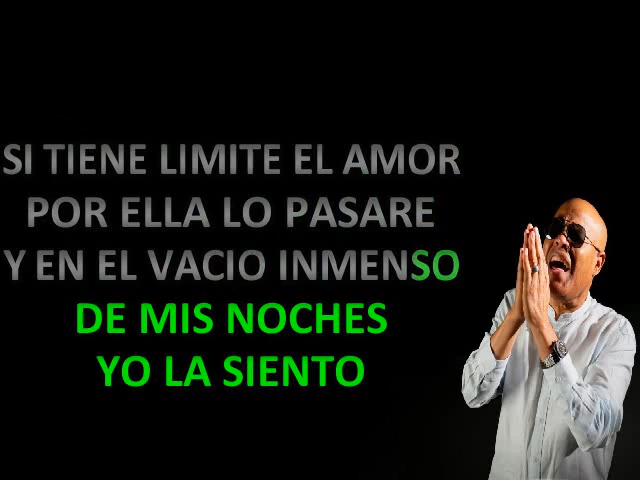 SI TIENE LIMITE EL AMOR
POR ELLA LO PASARE
Y EN EL VACIO INMENSO
DE MIS NOCHES
YO LA SIENTO